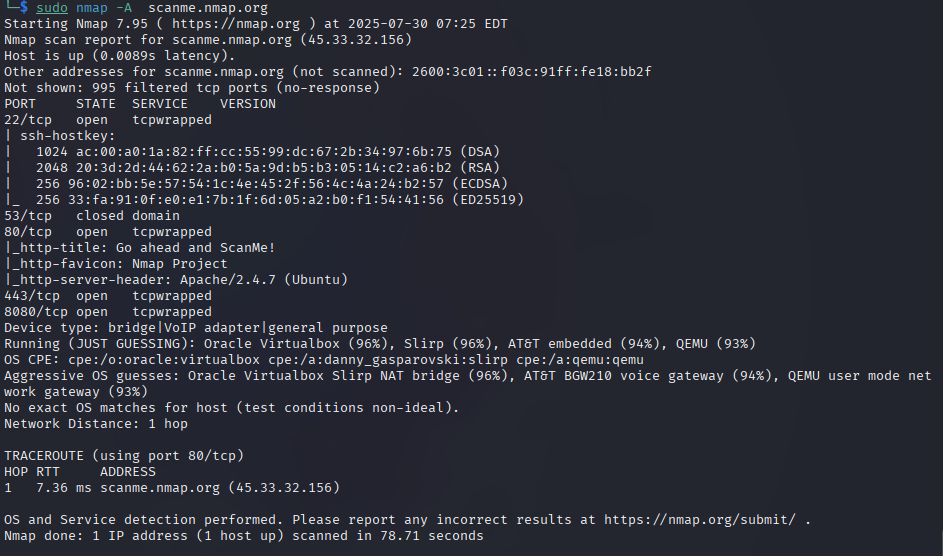 └─$ sudo nmap -A  scanme.nmap.org
Starting Nmap 7.95 ( https://nmap.org ) at 2025-07-30 07:25 EDT
Nmap scan report for scanme.nmap.org (45.33.32.156)
Host is up (0.0089s latency).
Other addresses for scanme.nmap.org (not scanned): 2600:3c01::f03c:91ff:fe18:bb2f
Not shown: 995 filtered tcp ports (no-response)
PORT     STATE  SERVICE    VERSION
22/tcp   open   tcpwrapped
| ssh-hostkey:
|   1024 ac:00:a0:1a:82:ff:cc:55:99:dc:67:2b:34:97:6b:75 (DSA)
|   2048 20:3d:2d:44:62:2a:b0:5a:9d:b5:b3:05:14:c2:a6:b2 (RSA)
|   256 96:02:bb:5e:57:54:1c:4e:45:2f:56:4c:4a:24:b2:57 (ECDSA)
|_  256 33:fa:91:0f:e0:e1:7b:1f:6d:05:a2:b0:f1:54:41:56 (ED25519)
53/tcp   closed domain
80/tcp   open   tcpwrapped
|_http-title: Go ahead and ScanMe!
|_http-favicon: Nmap Project
|_http-server-header: Apache/2.4.7 (Ubuntu)
443/tcp  open   tcpwrapped
8080/tcp open   tcpwrapped
Device type: bridge|VoIP adapter|general purpose
Running (JUST GUESSING): Oracle Virtualbox (96%), Slirp (96%), AT&T embedded (94%), QEMU (93%)
OS CPE: cpe:/o:oracle:virtualbox cpe:/a:danny_gasparovski:slirp cpe:/a:qemu:qemu
Aggressive OS guesses: Oracle Virtualbox Slirp NAT bridge (96%), AT&T BGW210 voice gateway (94%), QEMU user mode net
work gateway (93%)
No exact OS matches for host (test conditions non-ideal).
Network Distance: 1 hop
TRACEROUTE (using port 80/tcp)
HOP RTT     ADDRESS
1   7.36 ms scanme.nmap.org (45.33.32.156)
OS and Service detection performed. Please report any incorrect results at https://nmap.org/submit/ .
Nmap done: 1 IP address (1 host up) scanned in 78.71 seconds